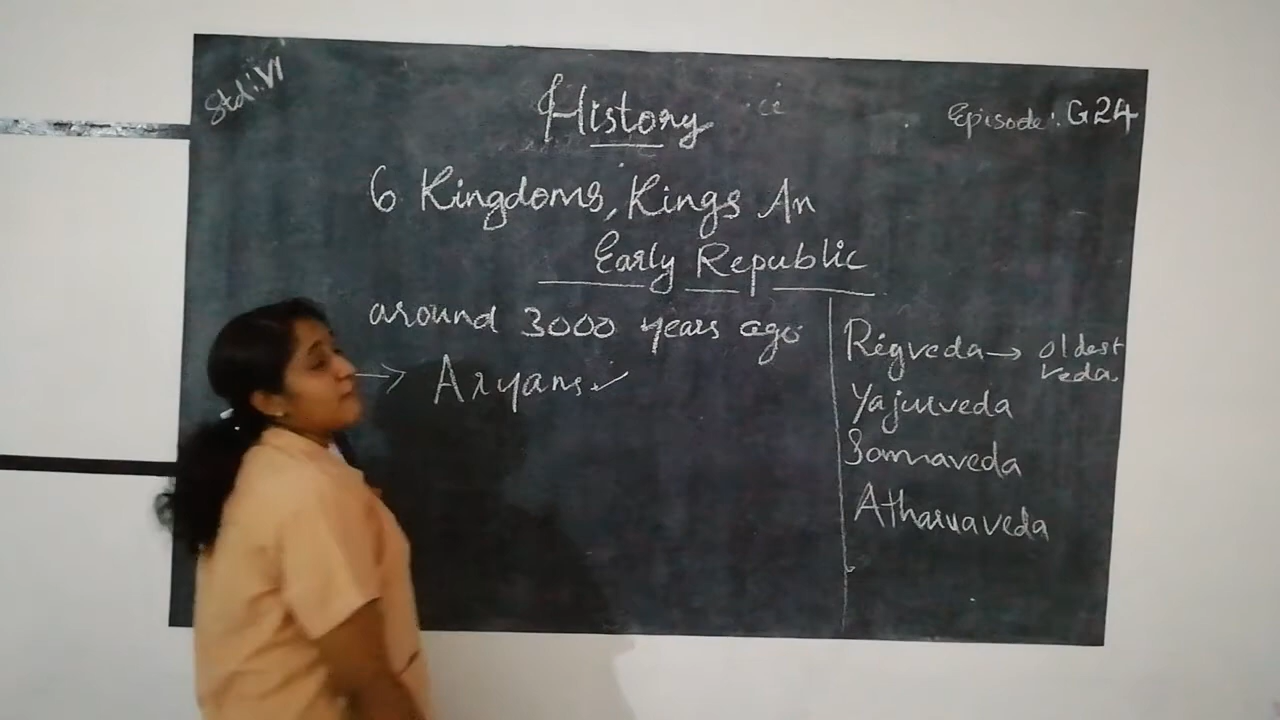 Std:VI
History
Episode: G24
6 Kingdoms, Kings An
Early Republic
around 3000 years ago
→ Aryans ✓
Rigveda → oldest
veda
Yajurveda
Samaveda
Atharvaveda